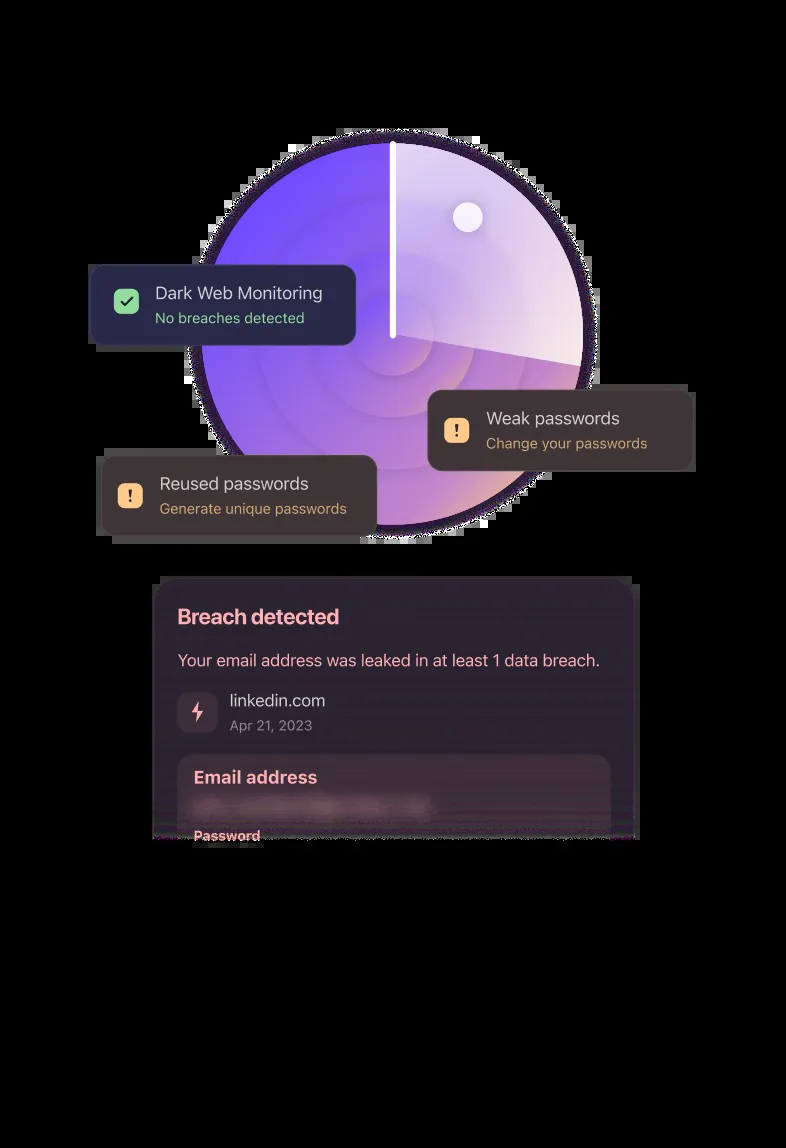 Dark Web Monitoring
No breaches detected
Weak passwords
Change your passwords
Reused passwords
Generate unique passwords
Breach detected
Your email address was leaked in at least 1 data breach.
linkedin.com
Apr 21, 2023
Email address
Password